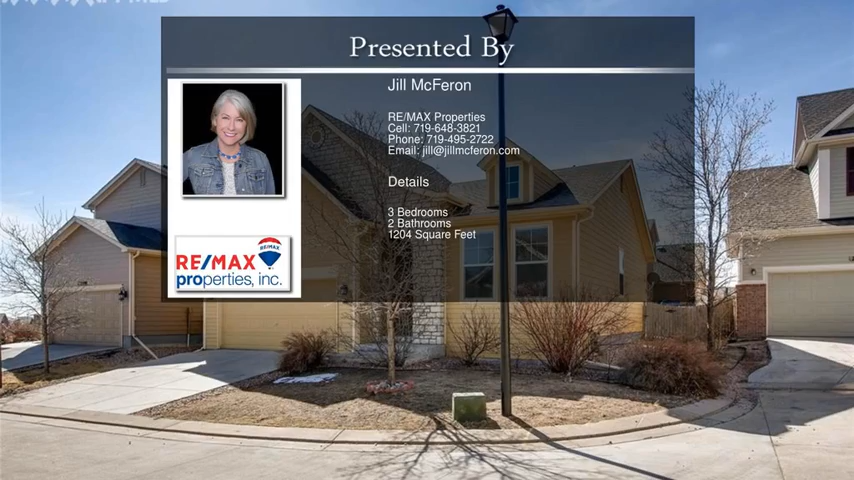 Presented By
Jill McFeron
RE/MAX Properties
Cell: 719-648-3821
Phone: 719-495-2722
Email: jill@jillmcferon.com
Details
3 Bedrooms
2 Bathrooms
1204 Square Feet
RE/MAX
RE/MAX
properties, inc.